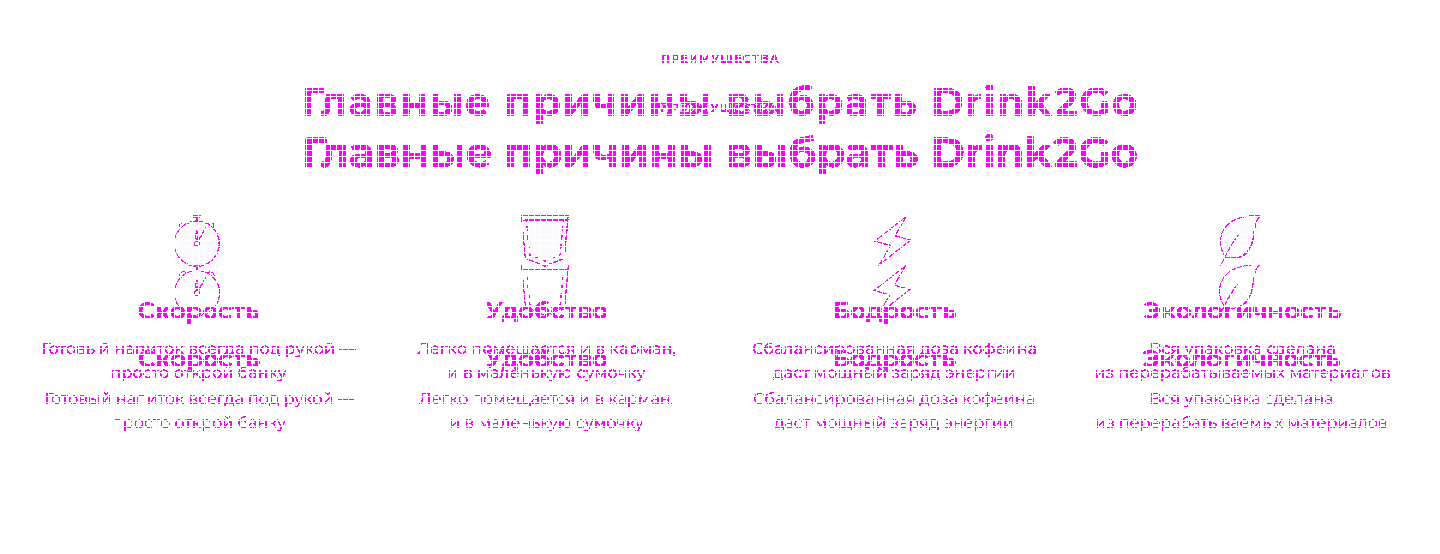 ПРЕИМУЩЕСТВА
Главные причины выбрать Drink2Go
Главные причины выбрать Drink2Go
Скорость
Готовый напиток всегда под рукой —
Скорость
просто открой банку
Готовый напиток всегда под рукой —
просто открой банку
Удобство
Легко помещается и в карман,
Удобство
и в маленькую сумочку
Легко помещается и в карман,
и в маленькую сумочку
Бодрость
Сбалансированная доза кофеина
Бодрость
даст мощный заряд энергии
Сбалансированная доза кофеина
даст мощный заряд энергии
Экологичность
Вся упаковка сделана
Экологичность
из перерабатываемых материалов
Вся упаковка сделана
из перерабатываемых материалов